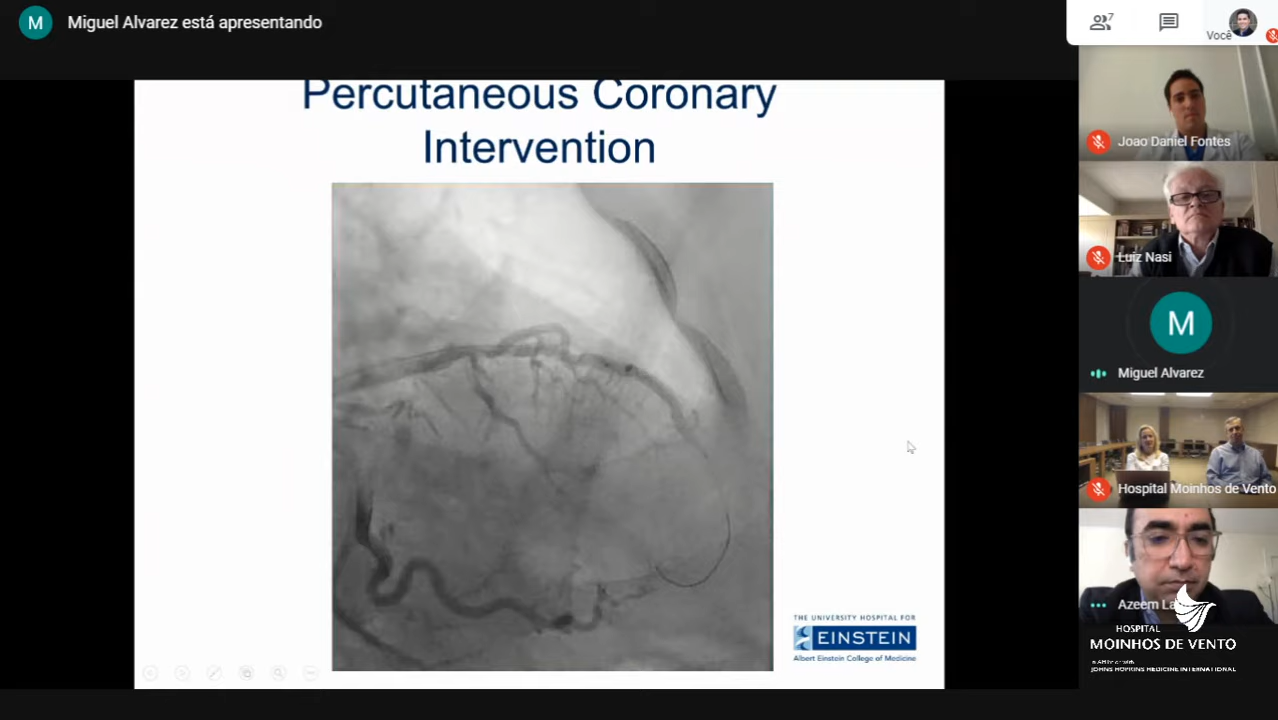 M
Miguel Alvarez está apresentando
7
Você
Percutaneous Coronary
Intervention
THE UNIVERSITY HOSPITAL FOR
EINSTEIN
Albert Einstein College of Medicine
Joao Daniel Fontes
Luiz Nasi
M
Miguel Alvarez
Hospital Moinhos de Vento
Azeem La
HOSPITAL
MOINHOS DE VENTO
JOHNS HOPKINS MEDICINE INTERNATIONAL